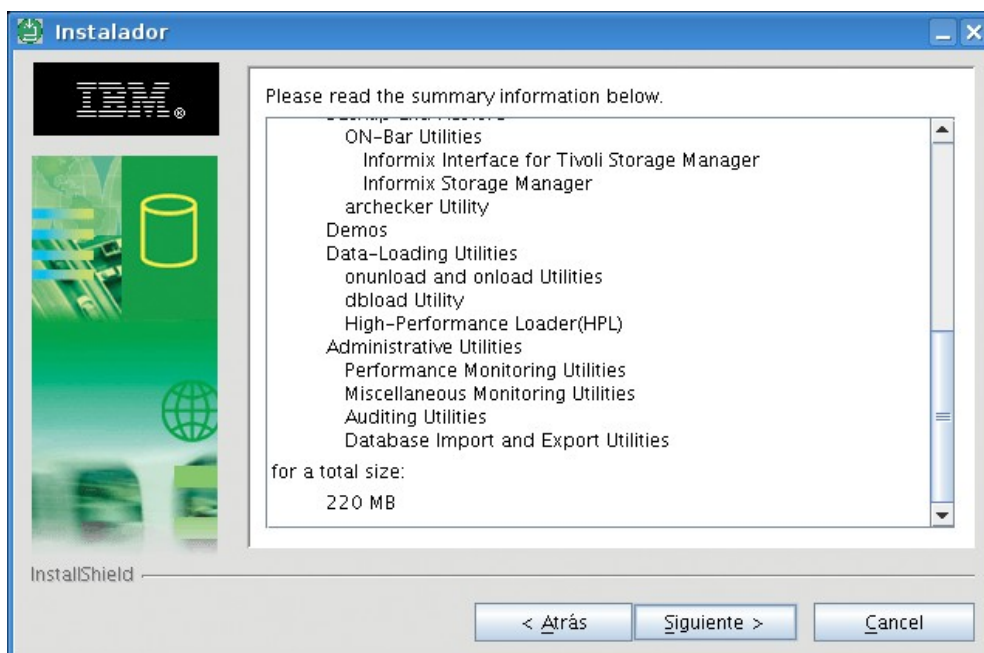 Instalador
IBM®
Please read the summary information below.
ON-Bar Utilities
Informix Interface for Tivoli Storage Manager
Informix Storage Manager
archecker Utility
Demos
Data-Loading Utilities
onunload and onload Utilities
dbload Utility
High-Performance Loader(HPL)
Administrative Utilities
Performance Monitoring Utilities
Miscellaneous Monitoring Utilities
Auditing Utilities
Database Import and Export Utilities
for a total size:
220 MB
InstallShield
< Atrás
Siguiente >
Cancel